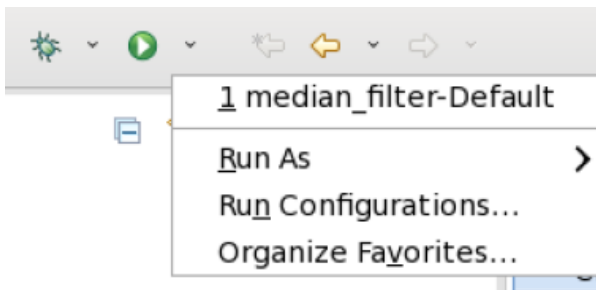 1 median_filter-Default
Run As
Run Configurations...
Organize Favorites...